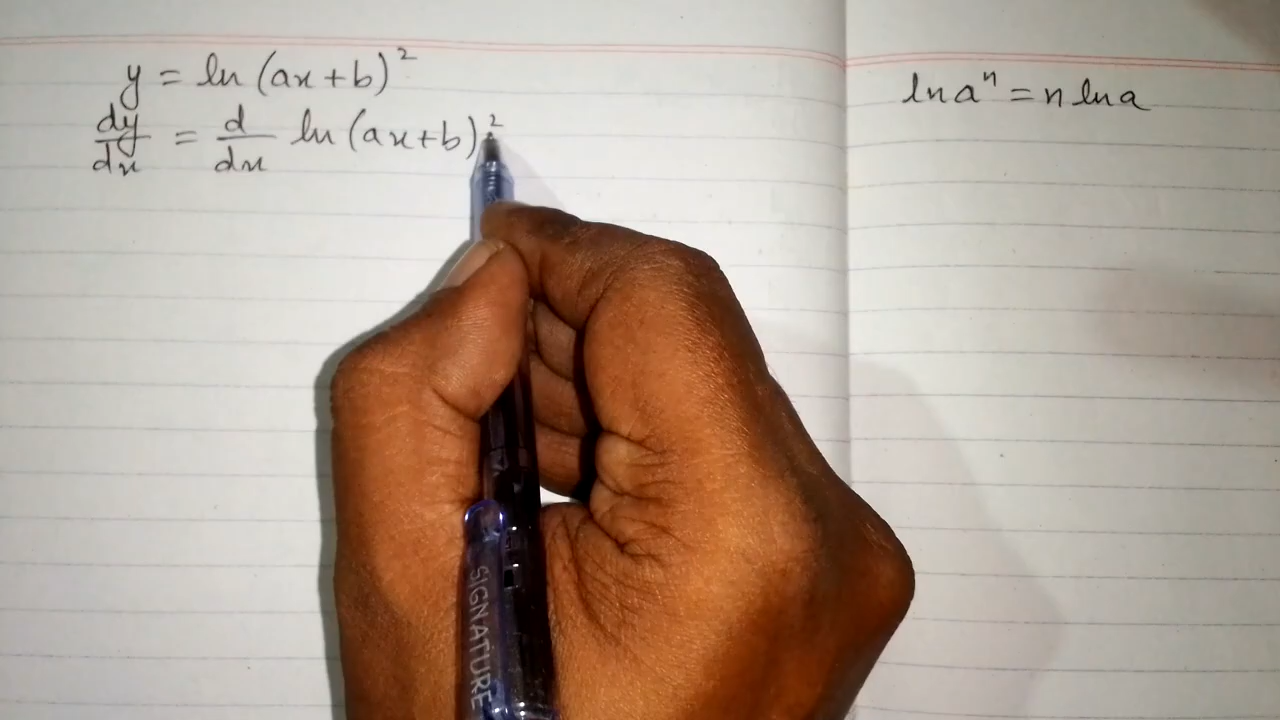 y = ln (ax+b)²
dy/dx = d/dx ln (ax+b)²
ln aⁿ = n ln a
SIGNATURE